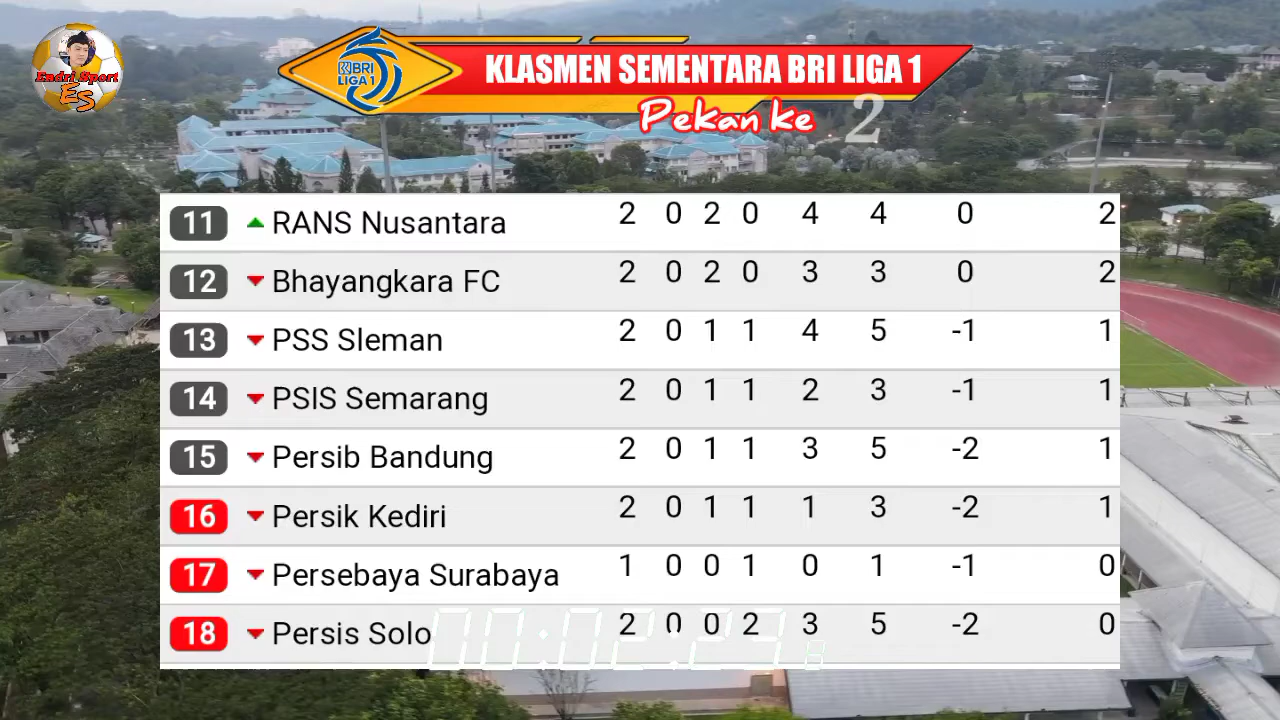 Endri Sport
ES
BRI
LIGA 1
KLASMEN SEMENTARA BRI LIGA 1
Pekan ke 2
11 RANS Nusantara 2 0 2 0 4 4 0 2
12 Bhayangkara FC 2 0 2 0 3 3 0 2
13 PSS Sleman 2 0 1 1 4 5 -1 1
14 PSIS Semarang 2 0 1 1 2 3 -1 1
15 Persib Bandung 2 0 1 1 3 5 -2 1
16 Persik Kediri 2 0 1 1 1 3 -2 1
17 Persebaya Surabaya 1 0 0 1 0 1 -1 0
18 Persis Solo 2 0 0 2 3 5 -2 0